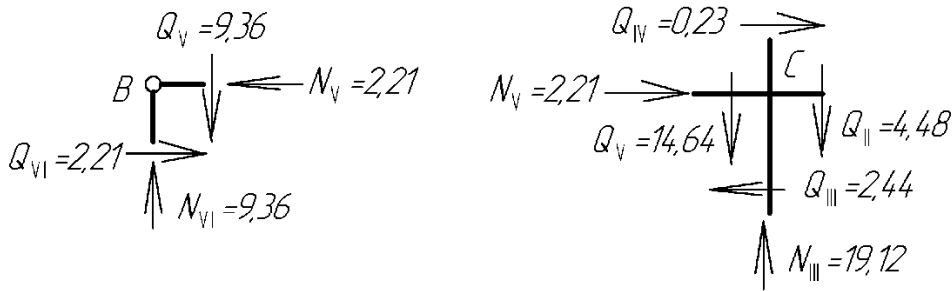 Q_V=9,36
B
N_V=2,21
Q_VI=2,21
N_VI=9,36
Q_IV=0,23
C
N_V=2,21
Q_V=14,64
Q_II=4,48
Q_III=2,44
N_III=19,12